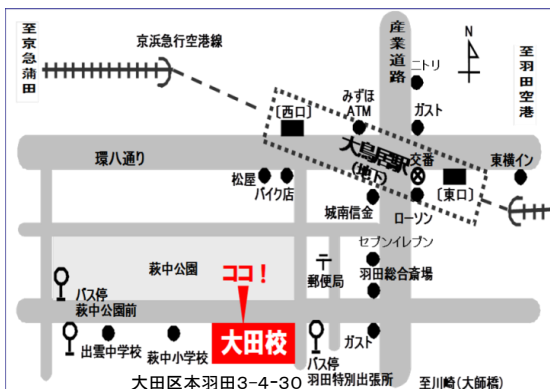 至京急蒲田
京浜急行空港線
産業道路
N
至羽田空港
ニトリ
みずほ
ATM
ガスト
〔西口〕
大鳥居駅
(地下)
交番
東横イン
環八通り
松屋
バイク店
〔東口〕
城南信金
ローソン
セブンイレブン
萩中公園
ココ!
〒
郵便局
羽田総合斎場
バス停
萩中公園前
大田校
出雲中学校
萩中小学校
バス停
羽田特別出張所
ガスト
大田区本羽田3-4-30
至川崎(大師橋)